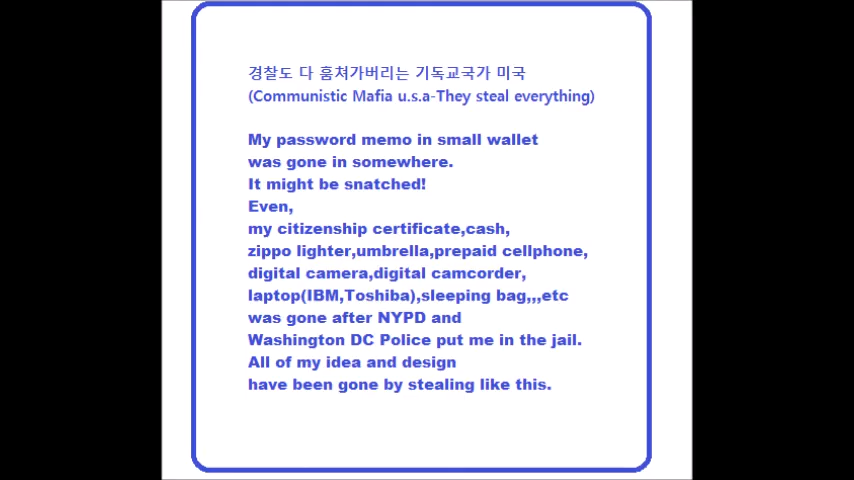 경찰도 다 훔쳐가버리는 기독교국가 미국
(Communistic Mafia u.s.a-They steal everything)
My password memo in small wallet
was gone in somewhere.
It might be snatched!
Even,
my citizenship certificate,cash,
zippo lighter,umbrella,prepaid cellphone,
digital camera,digital camcorder,
laptop(IBM,Toshiba),sleeping bag,,,etc
was gone after NYPD and
Washington DC Police put me in the jail.
All of my idea and design
have been gone by stealing like this.